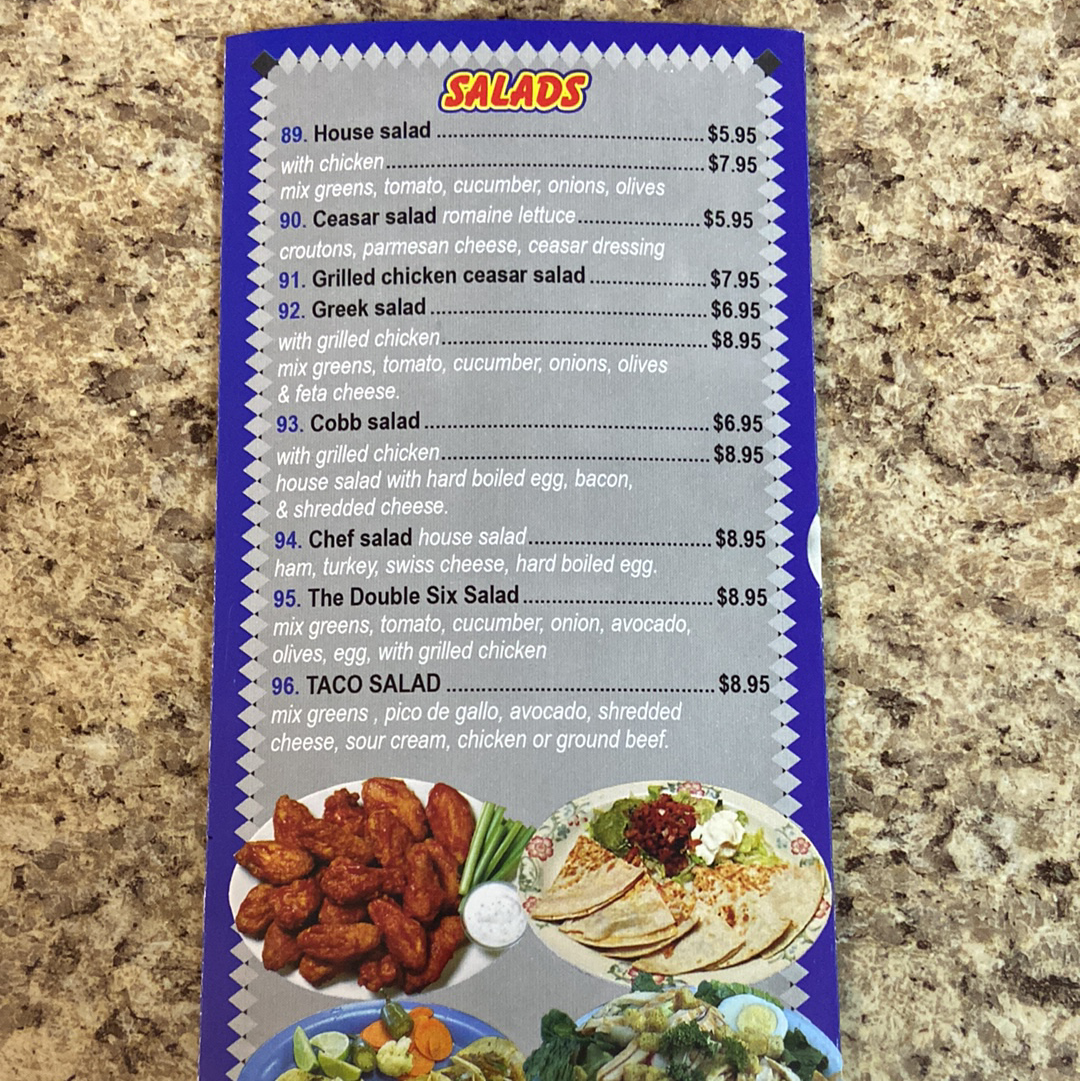 SALADS
89. House salad ........ $5.95
with chicken ........ $7.95
mix greens, tomato, cucumber, onions, olives
90. Ceasar salad romaine lettuce ........ $5.95
croutons, parmesan cheese, ceasar dressing
91. Grilled chicken ceasar salad ........ $7.95
92. Greek salad ........ $6.95
with grilled chicken ........ $8.95
mix greens, tomato, cucumber, onions, olives
& feta cheese.
93. Cobb salad ........ $6.95
with grilled chicken ........ $8.95
house salad with hard boiled egg, bacon,
& shredded cheese.
94. Chef salad house salad ........ $8.95
ham, turkey, swiss cheese, hard boiled egg.
95. The Double Six Salad ........ $8.95
mix greens, tomato, cucumber, onion, avocado,
olives, egg, with grilled chicken
96. TACO SALAD ........ $8.95
mix greens , pico de gallo, avocado, shredded
cheese, sour cream, chicken or ground beef.